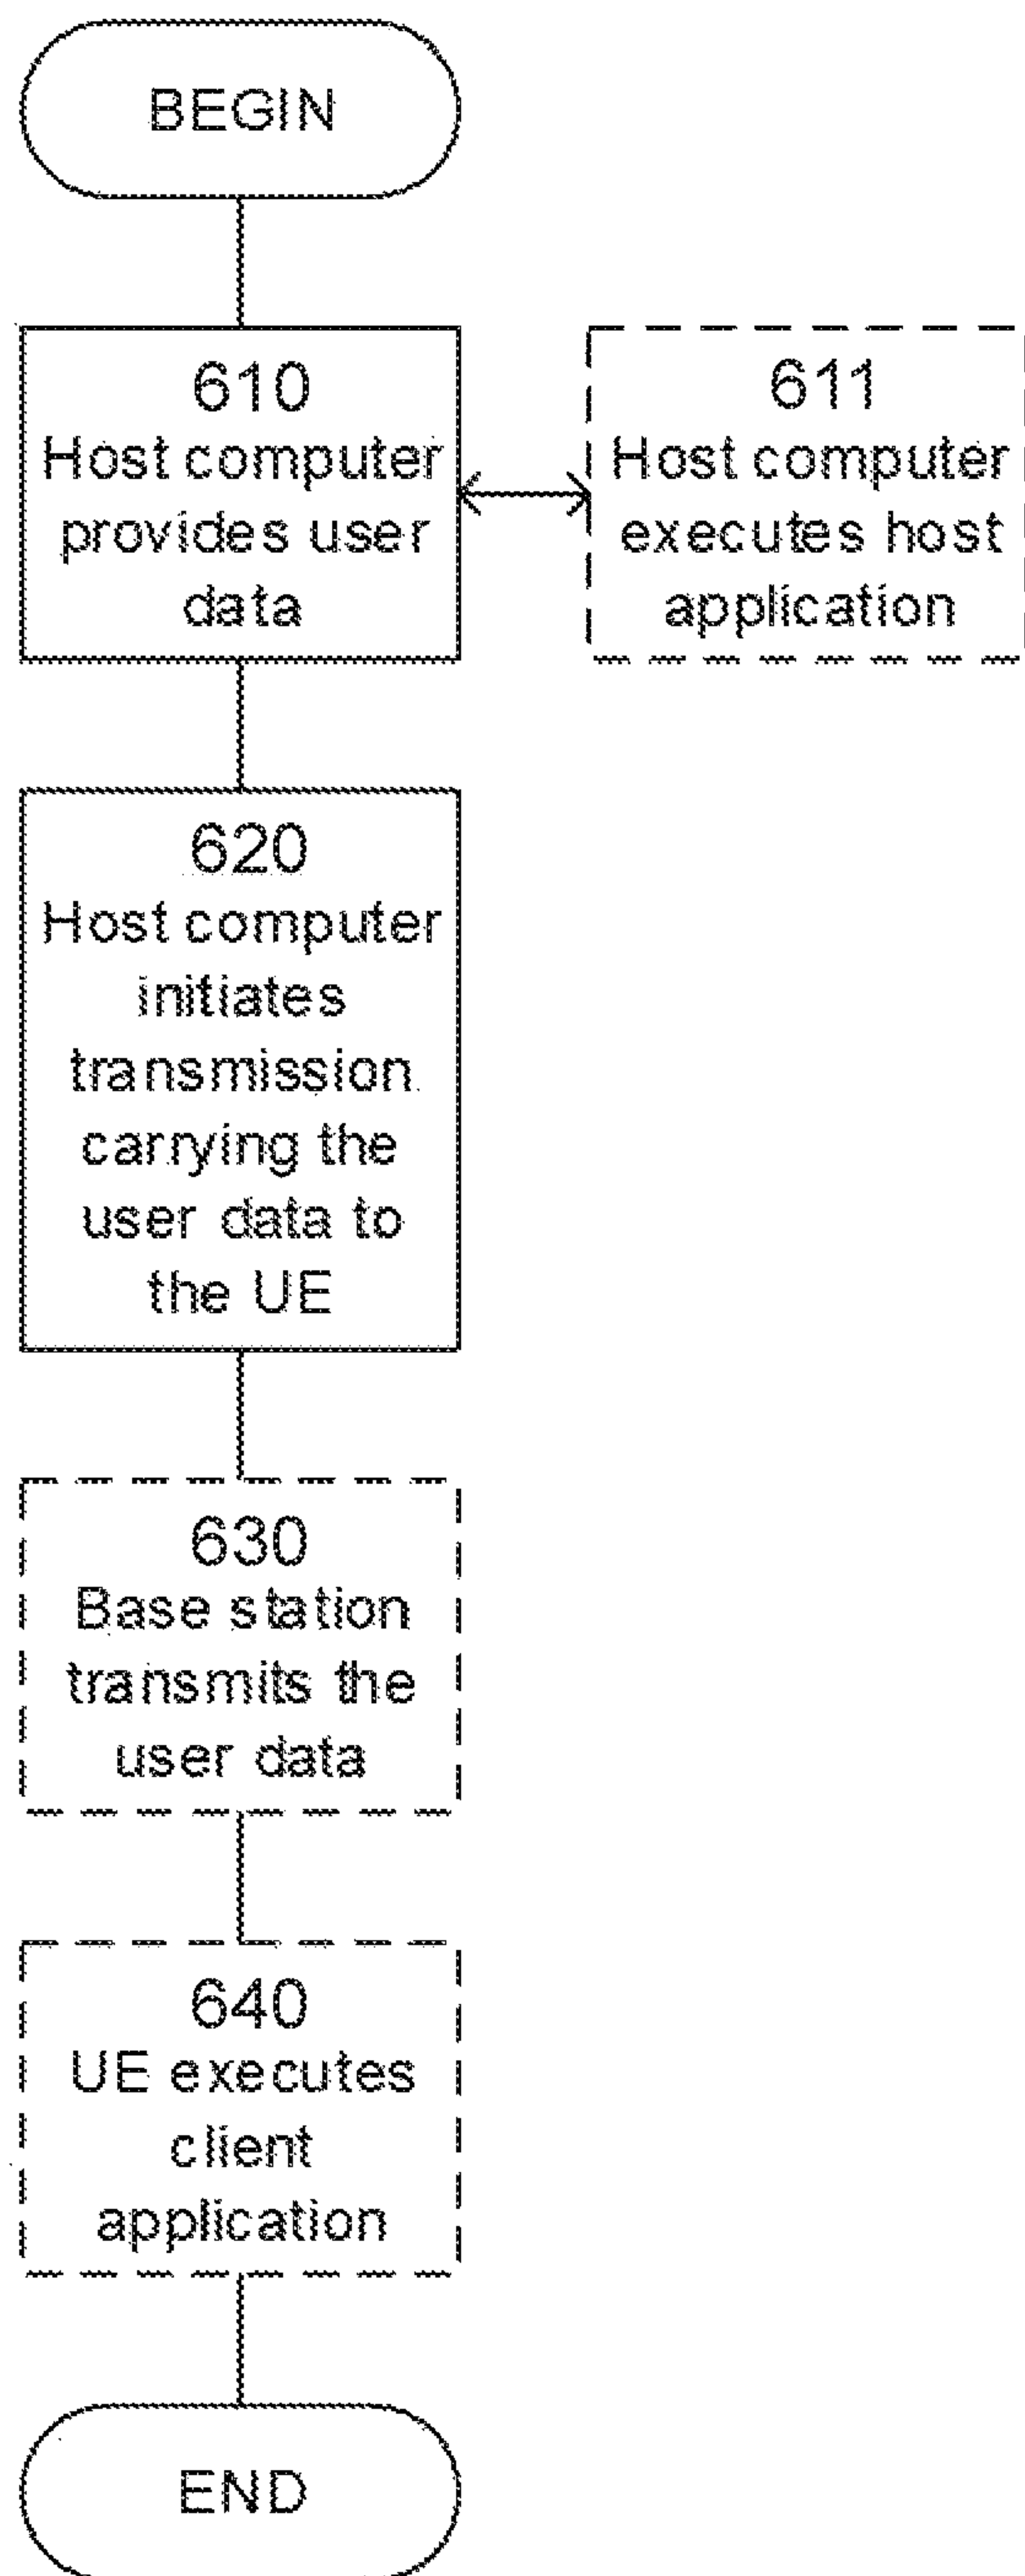 BEGIN
610
Host computer
provides user
data
611
Host computer
executes host
application
620
Host computer
initiates
transmission
carrying the
user data to
the UE
630
Base station
transmits the
user data
640
UE executes
client
application
END